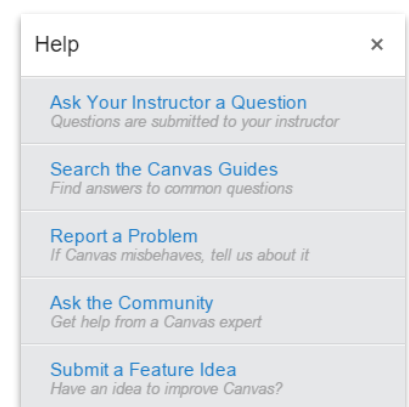 Help ×
Ask Your Instructor a Question
Questions are submitted to your instructor
Search the Canvas Guides
Find answers to common questions
Report a Problem
If Canvas misbehaves, tell us about it
Ask the Community
Get help from a Canvas expert
Submit a Feature Idea
Have an idea to improve Canvas?